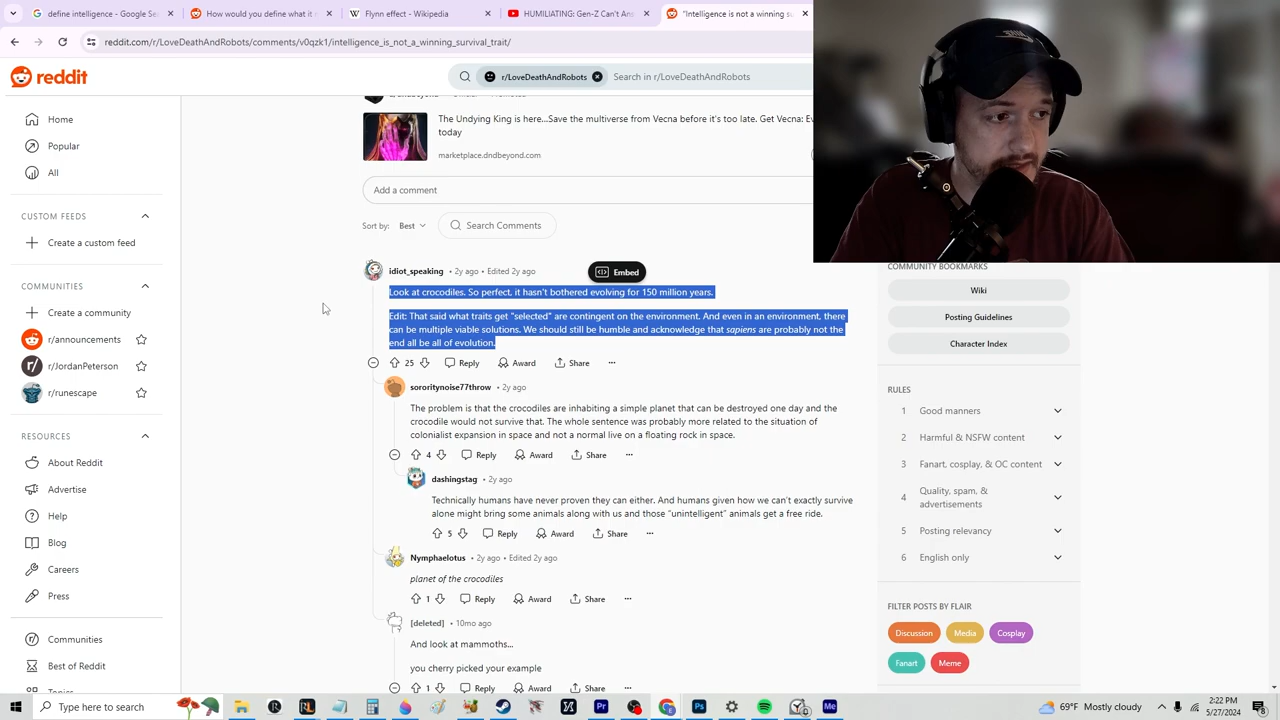 definition - Google Se
How would you define what it
Flynn effect - Wikipedia
HUMILIATING: Gen-Z Can't Ans
"Intelligence is not a winning su
reddit.com/r/LoveDeathAndRobots/comments/
intelligence_is_not_a_winning_survival_trait/
reddit
r/LoveDeathAndRobots
Search in r/LoveDeathAndRobots
Home
Popular
All
CUSTOM FEEDS
Create a custom feed
COMMUNITIES
Create a community
r/announcements
r/JordanPeterson
r/runescape
RESOURCES
About Reddit
Advertise
Help
Blog
Careers
Press
Communities
Best of Reddit
Topics
The Undying King is here...Save the multiverse from Vecna before it's too late. Get Vecna: Ev
today
marketplace.dndbeyond.com
Add a comment
Sort by: Best
Search Comments
idiot_speaking • 2y ago • Edited 2y ago
Embed
Look at crocodiles. So perfect, it hasn't bothered evolving for 150 million years.
Edit: That said what traits get "selected" are contingent on the environment. And even in an environment, there
can be multiple viable solutions. We should still be humble and acknowledge that sapiens are probably not the
end all be all of evolution.
25 Reply Award Share
sororitynoise77throw • 2y ago
The problem is that the crocodiles are inhabiting a simple planet that can be destroyed one day and the
crocodile would not survive that. The whole sentence was probably more related to the situation of
colonialist expansion in space and not a normal live on a floating rock in space.
4 Reply Award Share
dashingstag • 2y ago
Technically humans have never proven they can either. And humans given how we can't exactly survive
alone might bring some animals along with us and those "unintelligent" animals get a free ride.
5 Reply Award Share
Nymphaelotus • 2y ago • Edited 2y ago
planet of the crocodiles
1 Reply Award Share
[deleted] • 10mo ago
And look at mammoths...
you cherry picked your example
1 Reply Award Share
COMMUNITY BOOKMARKS
Wiki
Posting Guidelines
Character Index
RULES
1 Good manners
2 Harmful & NSFW content
3 Fanart, cosplay, & OC content
4 Quality, spam, &
advertisements
5 Posting relevancy
6 English only
FILTER POSTS BY FLAIR
Discussion Media Cosplay
Fanart Meme
Type here to search
69°F Mostly cloudy
2:22 PM
5/27/2024